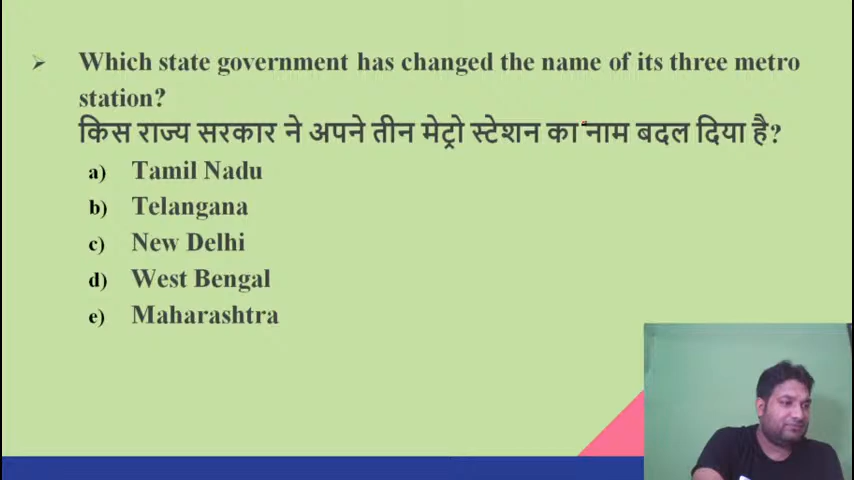 Which state government has changed the name of its three metro
station?
किस राज्य सरकार ने अपने तीन मेट्रो स्टेशन का नाम बदल दिया है?
a) Tamil Nadu
b) Telangana
c) New Delhi
d) West Bengal
e) Maharashtra